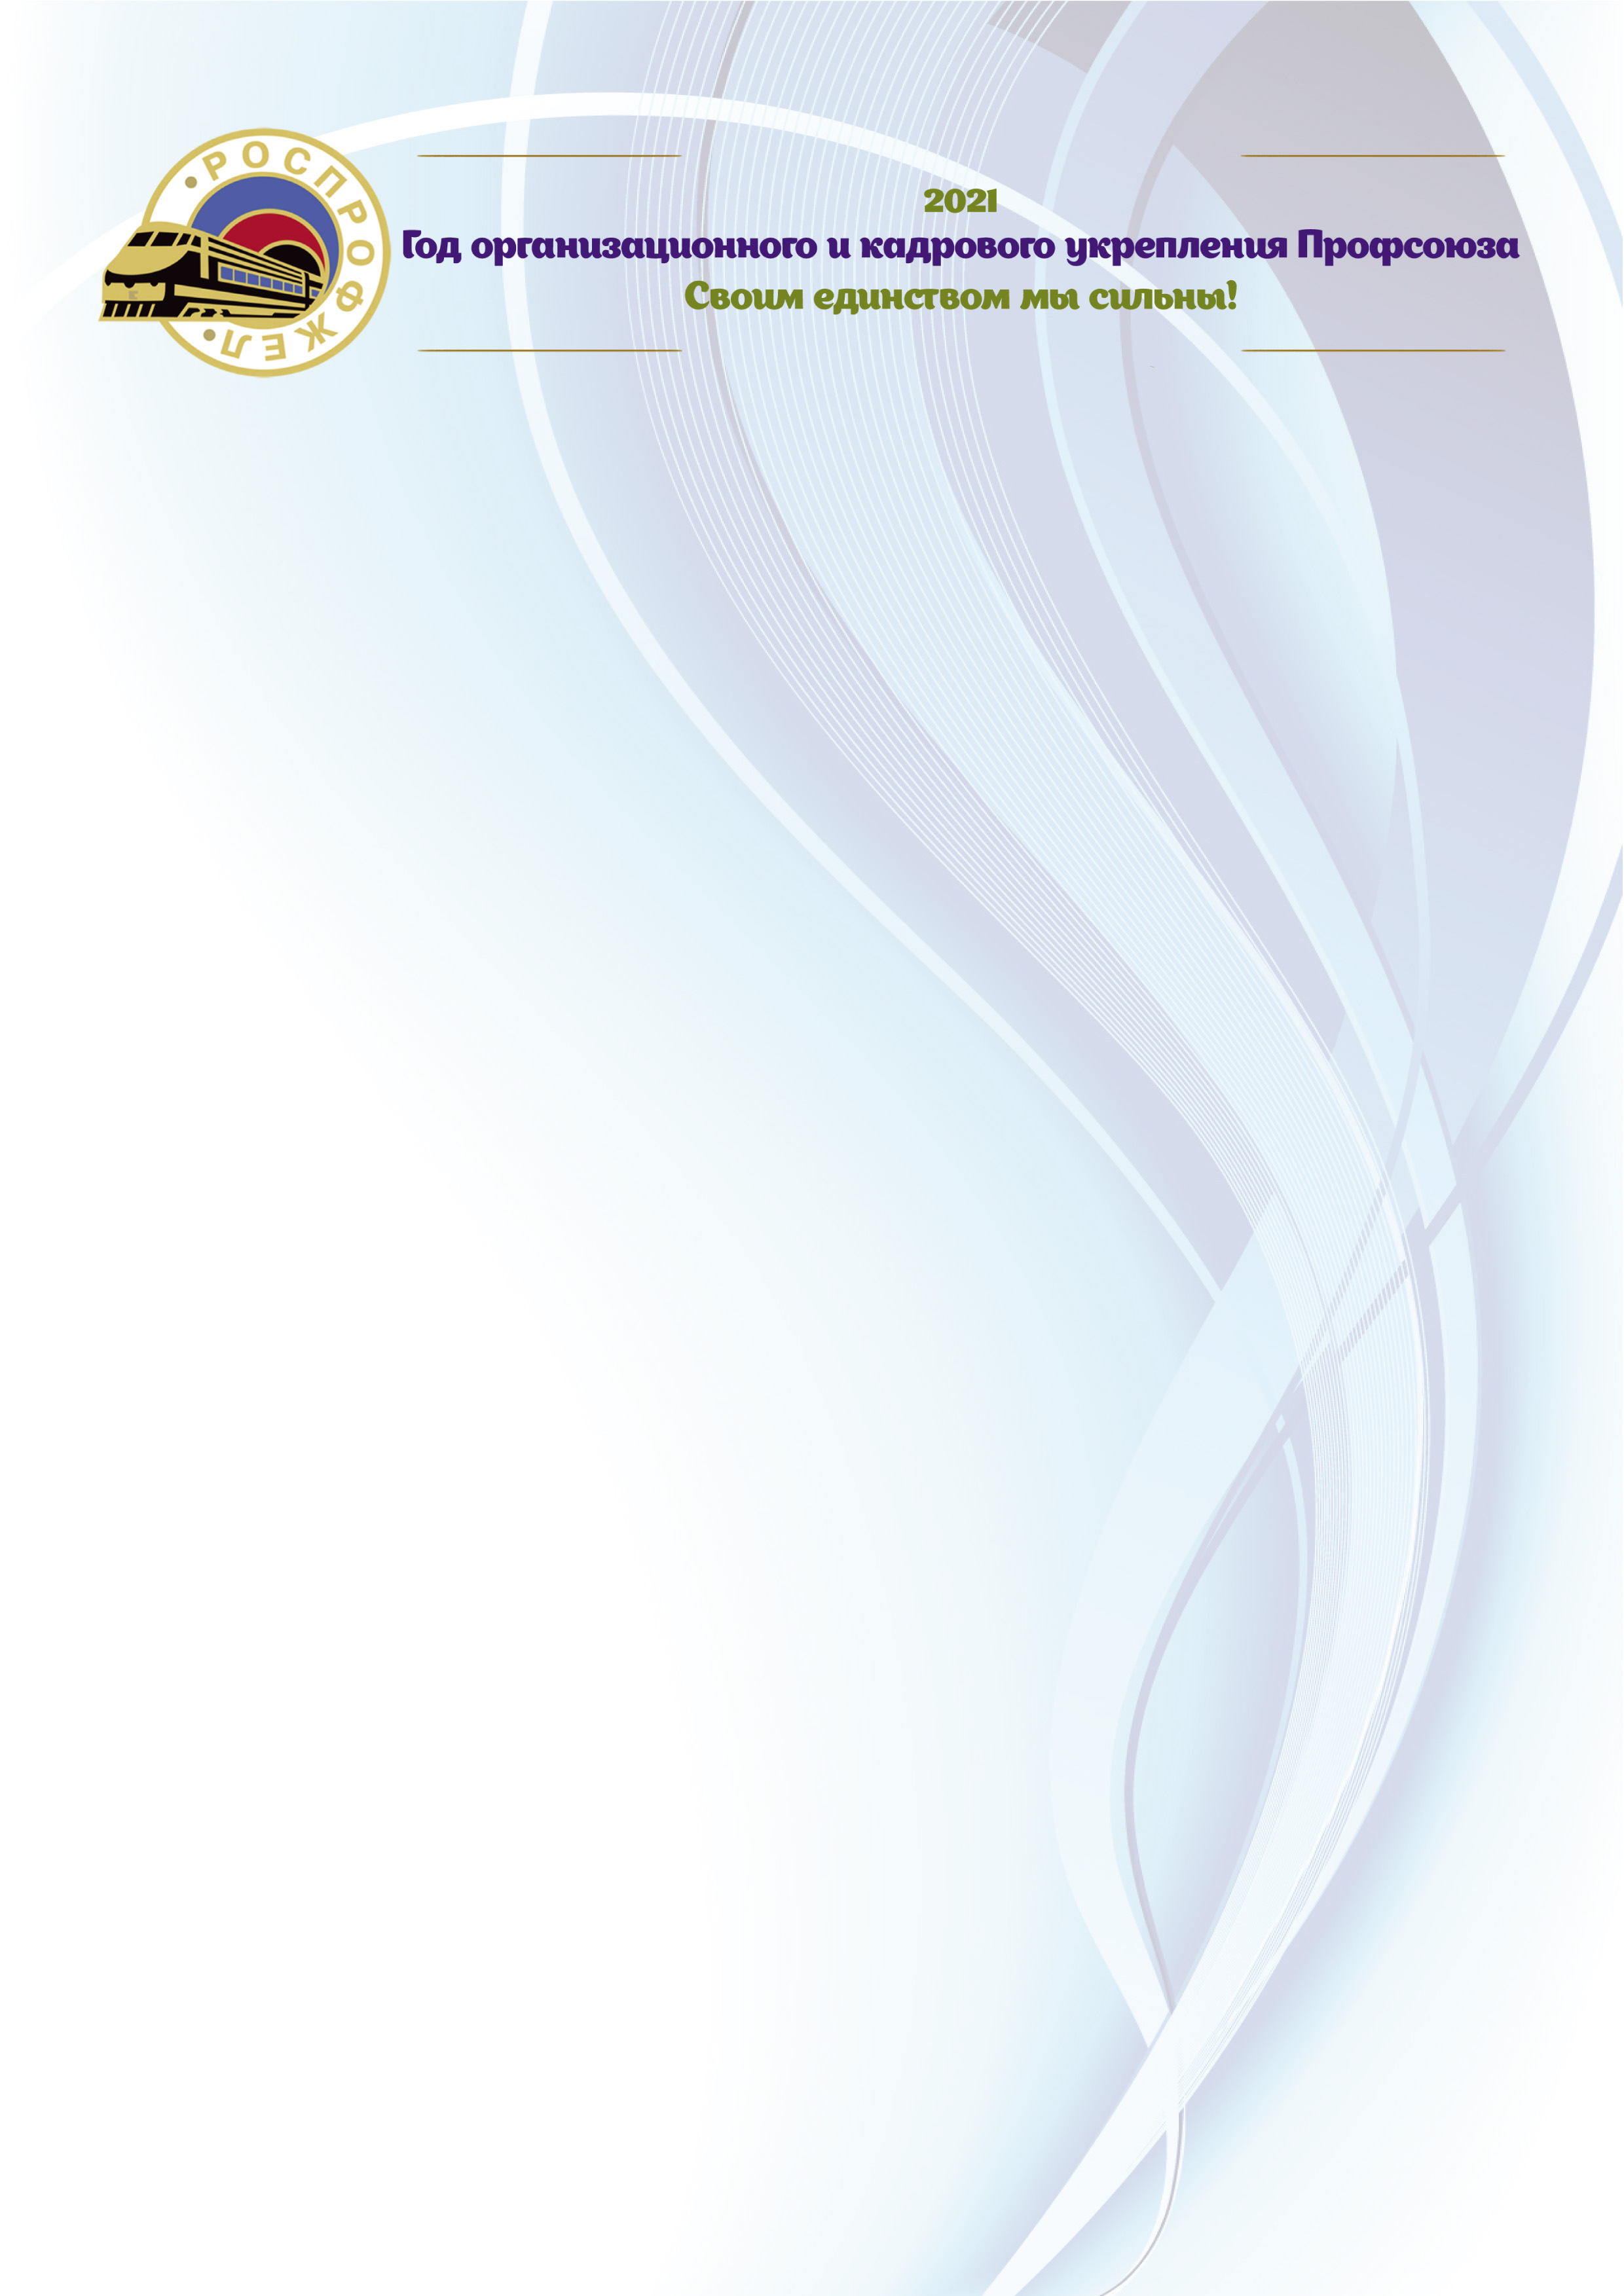 РОСПРОФЖЕЛ
2021
Год организационного и кадрового укрепления Профсоюза
Своим единством мы сильны!